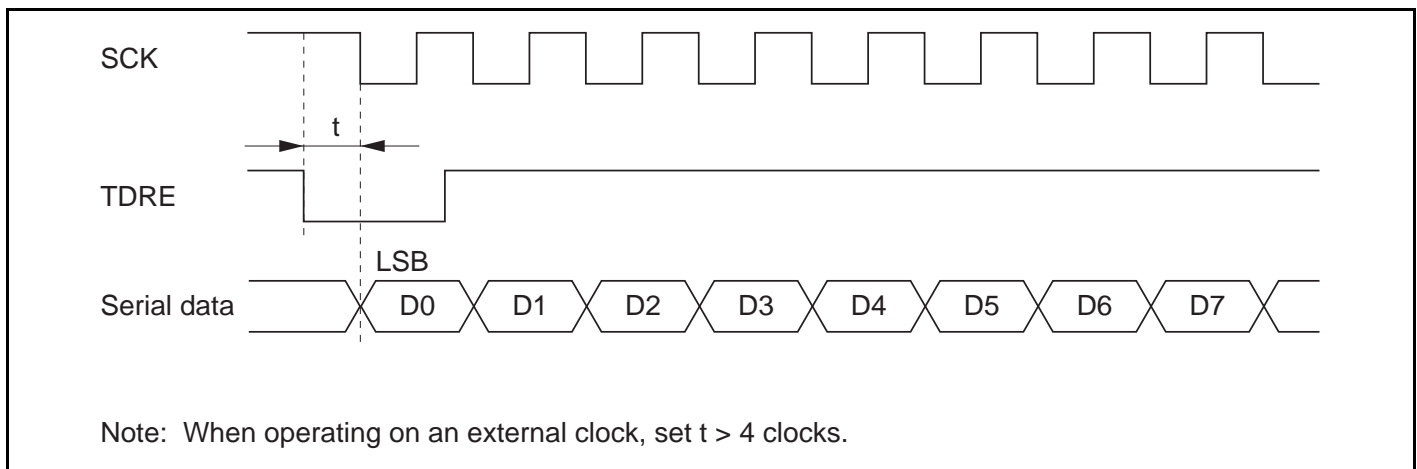 SCK
t
TDRE
LSB
Serial data D0 D1 D2 D3 D4 D5 D6 D7
Note: When operating on an external clock, set t > 4 clocks.